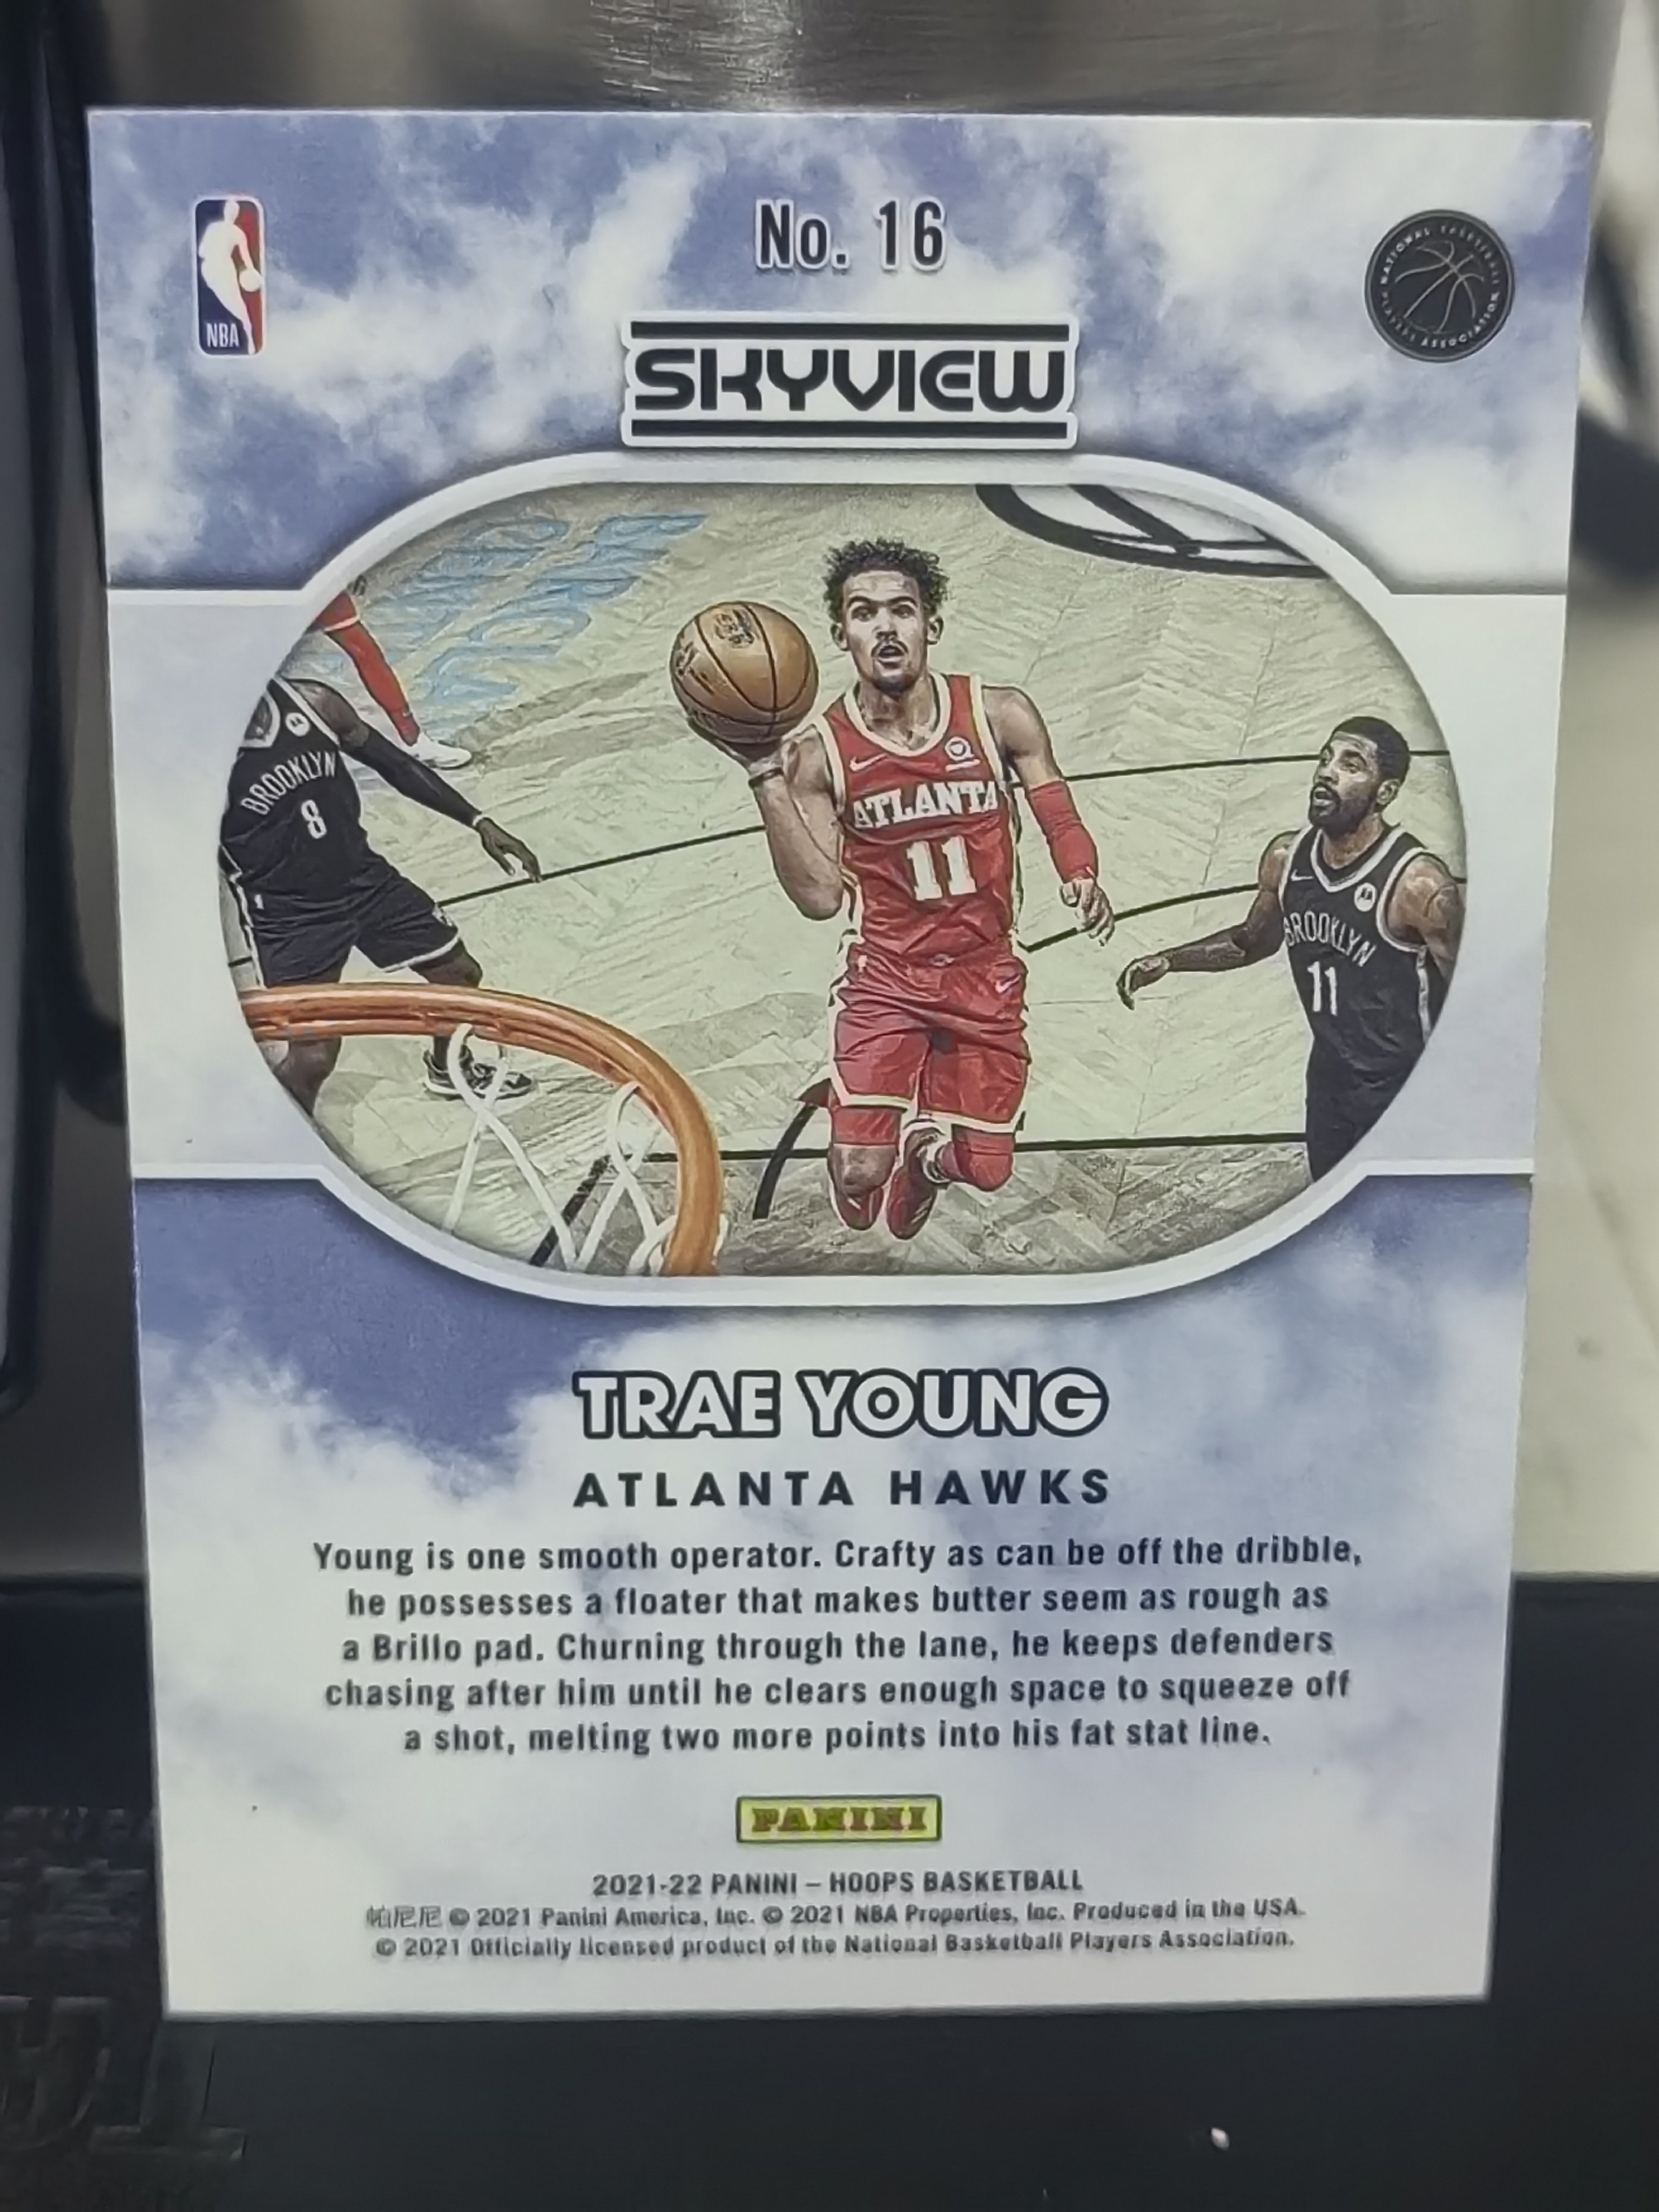 No. 16
NBA
NATIONAL BASKETBALL PLAYERS ASSOCIATION
SKYVIEW
BROOKLYN
8
ATLANTA
11
BROOKLYN
11
TRAE YOUNG
ATLANTA HAWKS
Young is one smooth operator. Crafty as can be off the dribble,
he possesses a floater that makes butter seem as rough as
a Brillo pad. Churning through the lane, he keeps defenders
chasing after him until he clears enough space to squeeze off
a shot, melting two more points into his fat stat line.
PANINI
2021-22 PANINI – HOOPS BASKETBALL
帕尼尼 © 2021 Panini America, Inc. © 2021 NBA Properties, Inc. Produced in the USA.
© 2021 Officially licensed product of the National Basketball Players Association.